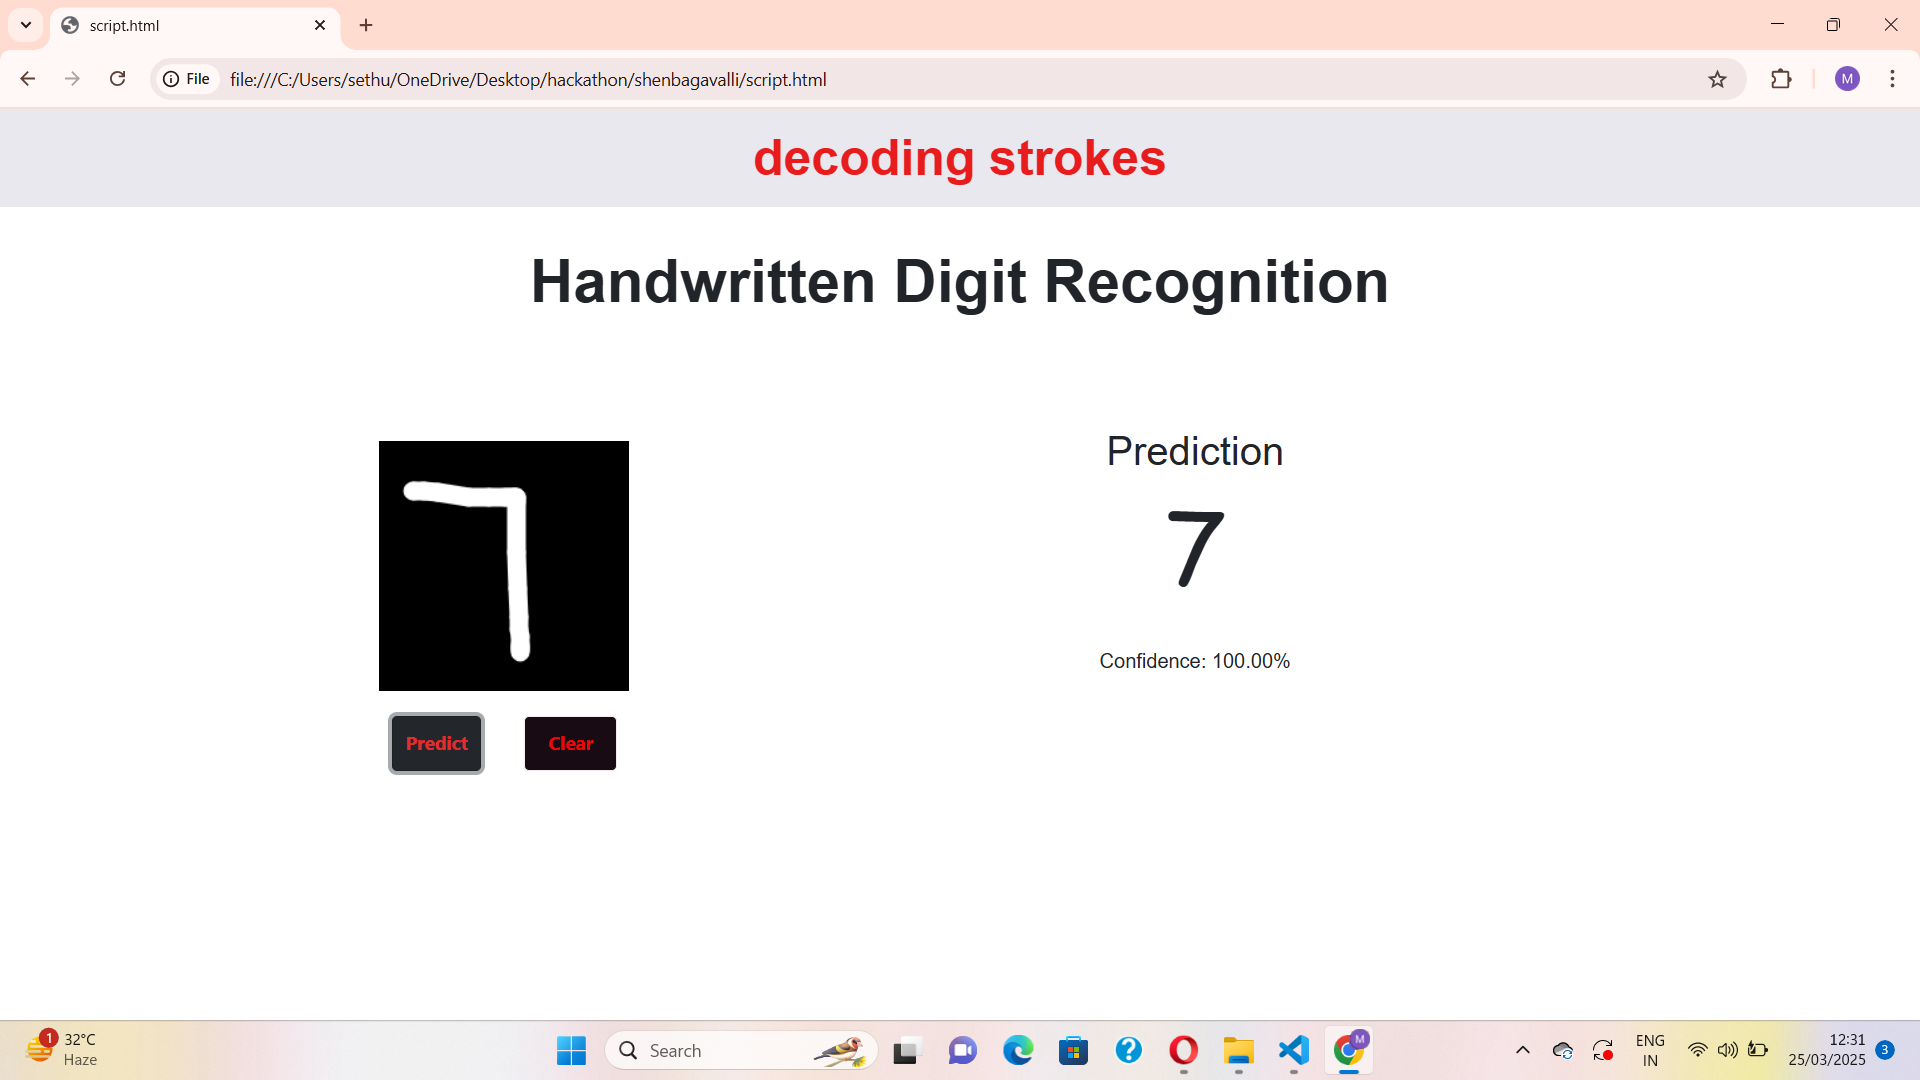 script.html
File
file:///C:/Users/sethu/OneDrive/Desktop/hackathon/shenbagavalli/script.html
M
decoding strokes
Handwritten Digit Recognition
7
Prediction
7
Confidence: 100.00%
Predict
Clear
1
32°C
Haze
Search
M
ENG
IN
12:31
25/03/2025
3